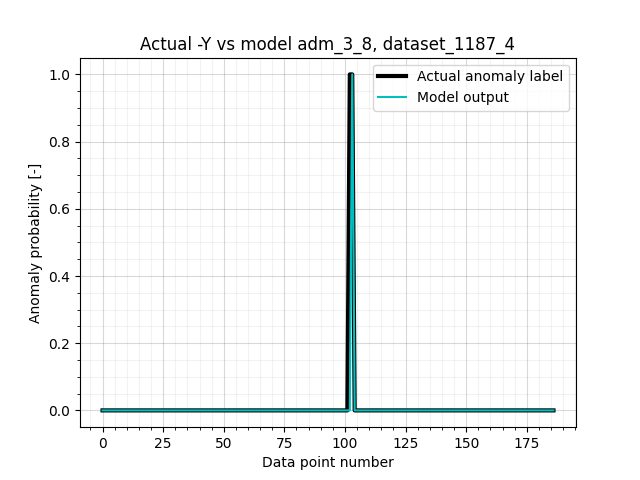 Actual -Y vs model adm_3_8, dataset_1187_4
Actual anomaly label
Model output
Anomaly probability [-]
1.0
0.8
0.6
0.4
0.2
0.0
0 25 50 75 100 125 150 175
Data point number